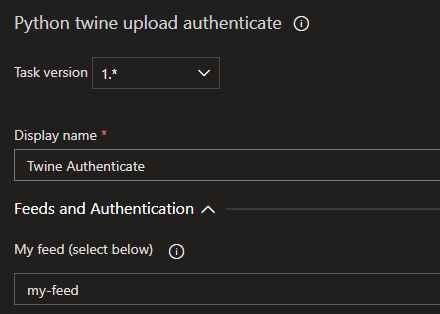 Python twine upload authenticate
Task version 1.*
Display name *
Twine Authenticate
Feeds and Authentication
My feed (select below)
my-feed